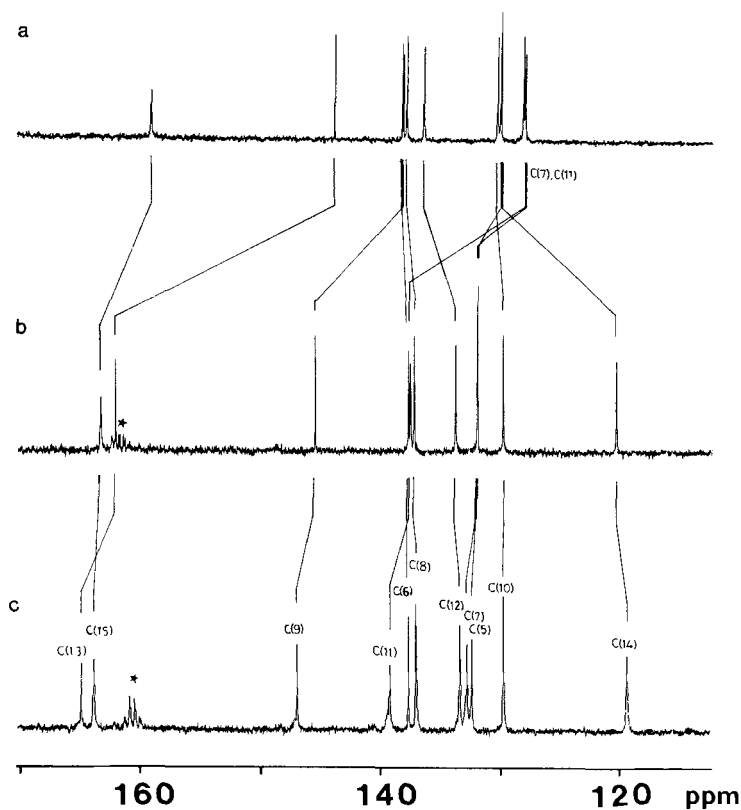 a
C(7),C(11)
b
*
C(8)
C(6)
C(12)
C(7)
C(5)
C(10)
c
C(13)
C(15)
C(9)
C(11)
C(14)
*
160
140
120
ppm